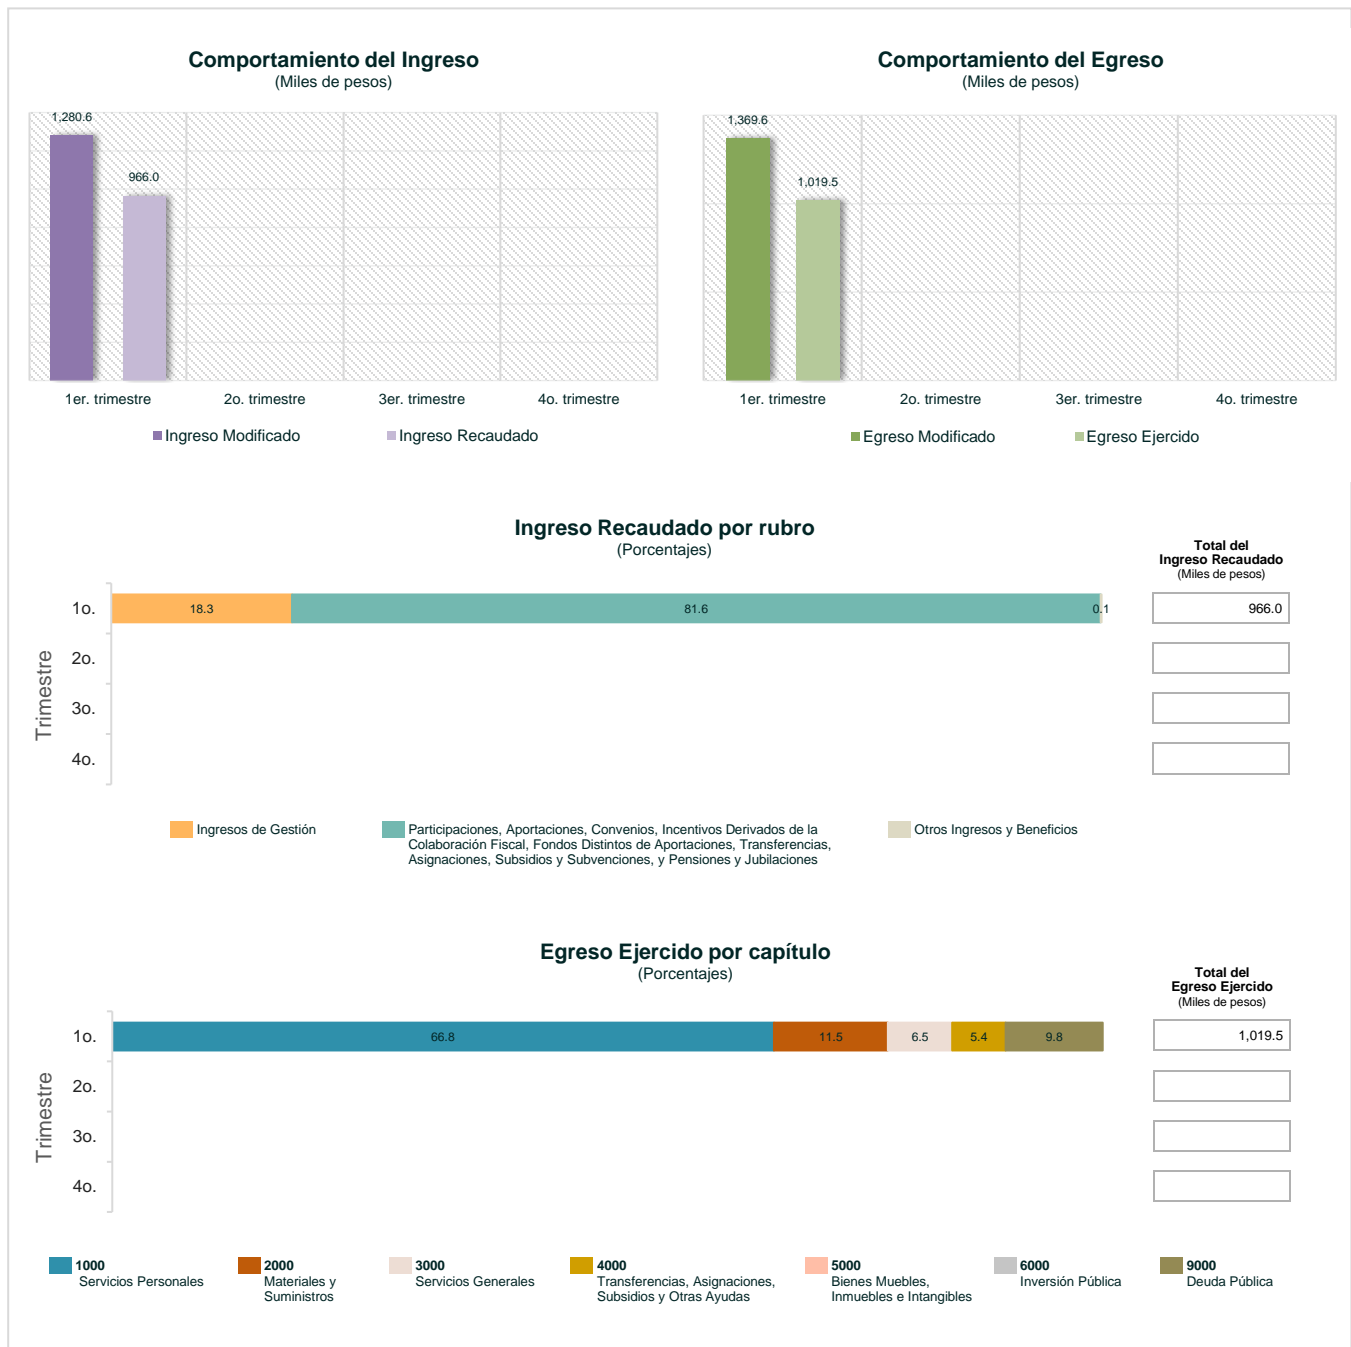 Comportamiento del Ingreso
(Miles de pesos)
1,280.6
966.0
1er. trimestre
2o. trimestre
3er. trimestre
4o. trimestre
Ingreso Modificado
Ingreso Recaudado
Comportamiento del Egreso
(Miles de pesos)
1,369.6
1,019.5
1er. trimestre
2o. trimestre
3er. trimestre
4o. trimestre
Egreso Modificado
Egreso Ejercido
Ingreso Recaudado por rubro
(Porcentajes)
Total del
Ingreso Recaudado
(Miles de pesos)
Trimestre
1o.
18.3
81.6
0.1
966.0
2o.
3o.
4o.
Ingresos de Gestión
Participaciones, Aportaciones, Convenios, Incentivos Derivados de la
Colaboración Fiscal, Fondos Distintos de Aportaciones, Transferencias,
Asignaciones, Subsidios y Subvenciones, y Pensiones y Jubilaciones
Otros Ingresos y Beneficios
Egreso Ejercido por capítulo
(Porcentajes)
Total del
Egreso Ejercido
(Miles de pesos)
Trimestre
1o.
66.8
11.5
6.5
5.4
9.8
1,019.5
2o.
3o.
4o.
1000
Servicios Personales
2000
Materiales y
Suministros
3000
Servicios Generales
4000
Transferencias, Asignaciones,
Subsidios y Otras Ayudas
5000
Bienes Muebles,
Inmuebles e Intangibles
6000
Inversión Pública
9000
Deuda Pública